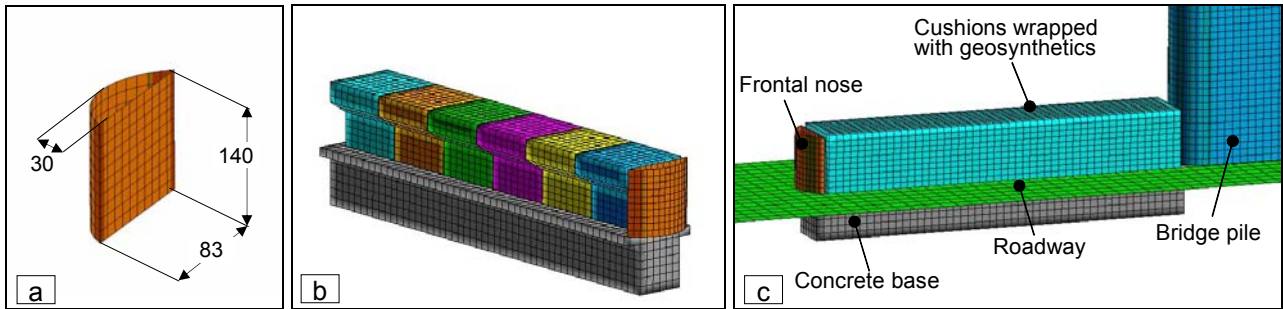 30
140
83
a
b
Cushions wrapped
with geosynthetics
Frontal nose
Roadway
Bridge pile
Concrete base
c